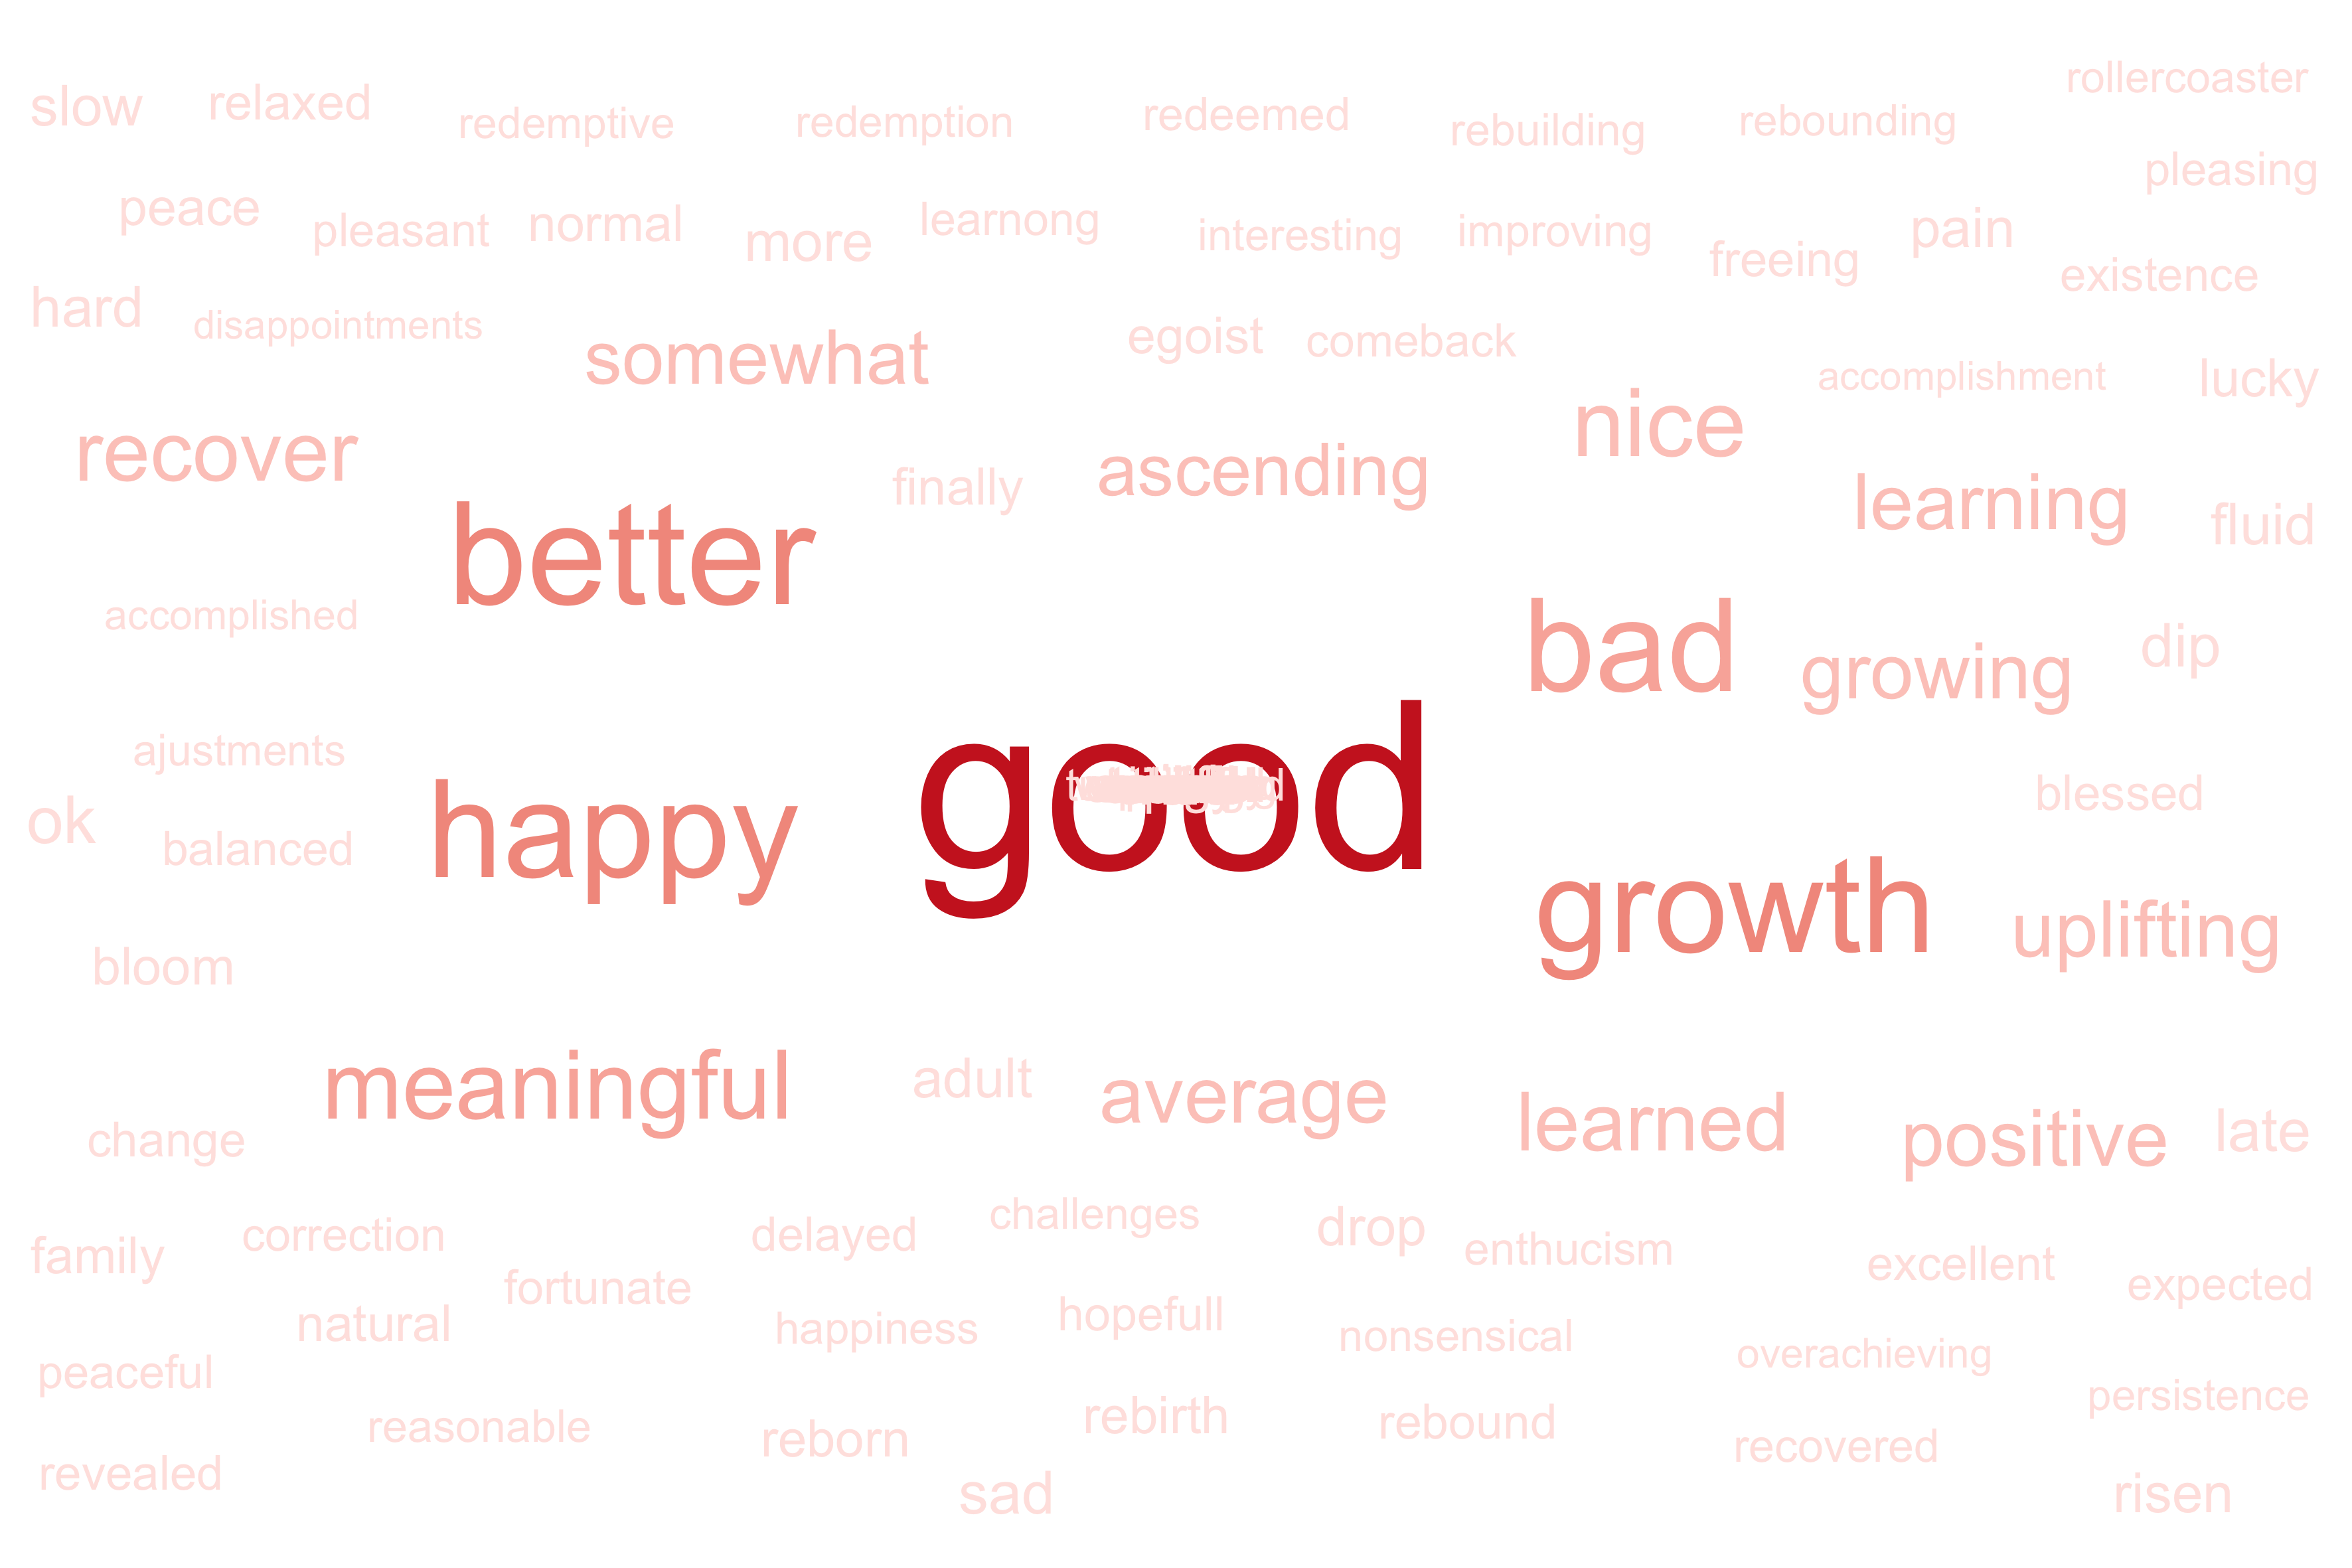 rollercoaster
slow relaxed redemptive redemption redeemed rebuilding rebounding
pleasing
peace pleasant normal more learnong interesting improving freeing pain existence
hard disappointments somewhat egoist comeback accomplishment lucky
recover better finally ascending nice learning fluid
accomplished bad growing dip
ajustments good blessed
ok balanced happy growth uplifting
bloom
meaningful adult average learned positive late
change
family correction delayed challenges drop enthucism excellent expected
natural fortunate happiness hopefull nonsensical overachieving
peaceful reasonable reborn rebirth rebound recovered persistence
revealed sad risen